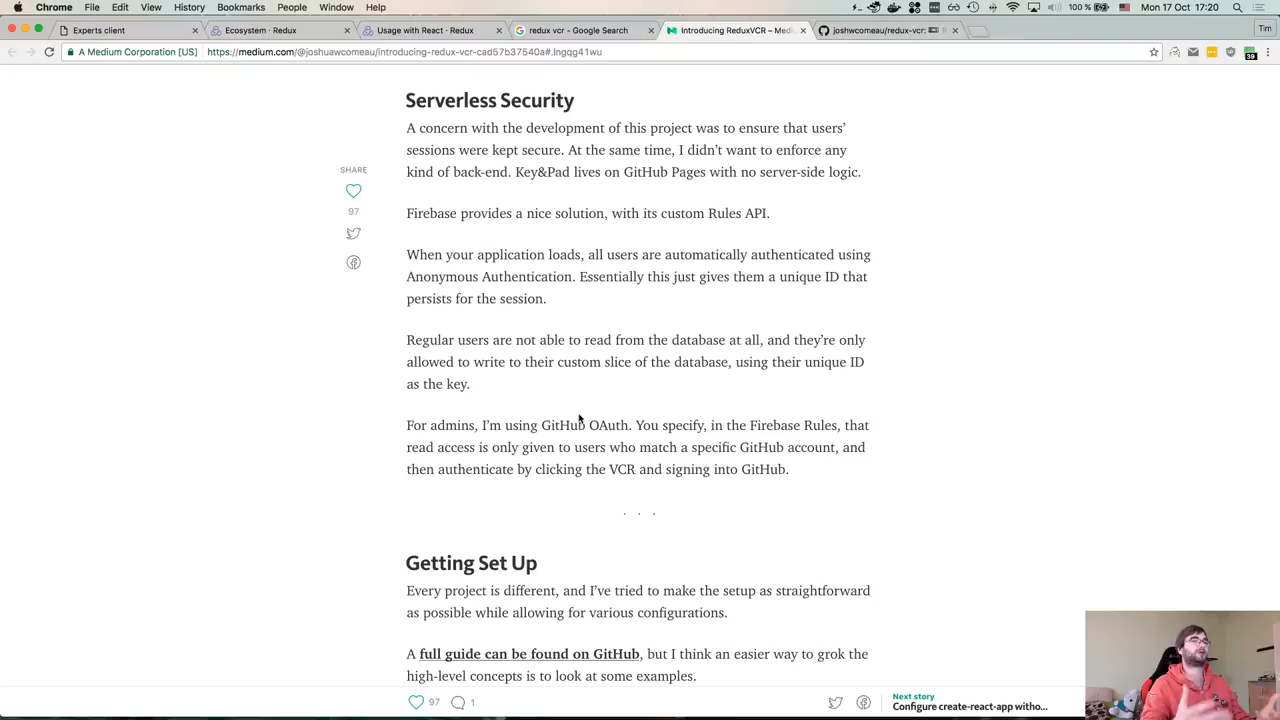 Chrome File Edit View History Bookmarks People Window Help
100 % Mon 17 17:20
Experts client
Ecosystem · Redux
Usage with React · Redux
redux vcr - Google Search
Introducing ReduxVCR – Med
joshwcomeau/redux-vcr:
Tim
A Medium Corporation [US] https://medium.com/@joshuawcomeau/introducing-redux-vcr-cad57b37540a#.lngqg41wu
39
Serverless Security
A concern with the development of this project was to ensure that users’
sessions were kept secure. At the same time, I didn’t want to enforce any
kind of back-end. Key&Pad lives on GitHub Pages with no server-side logic.
SHARE
97
Firebase provides a nice solution, with its custom Rules API.
When your application loads, all users are automatically authenticated using
Anonymous Authentication. Essentially this just gives them a unique ID that
persists for the session.
Regular users are not able to read from the database at all, and they’re only
allowed to write to their custom slice of the database, using their unique ID
as the key.
For admins, I’m using GitHub OAuth. You specify, in the Firebase Rules, that
read access is only given to users who match a specific GitHub account, and
then authenticate by clicking the VCR and signing into GitHub.
. . .
Getting Set Up
Every project is different, and I’ve tried to make the setup as straightforward
as possible while allowing for various configurations.
A full guide can be found on GitHub, but I think an easier way to grok the
high-level concepts is to look at some examples.
97 1
Next story
Configure create-react-app witho...